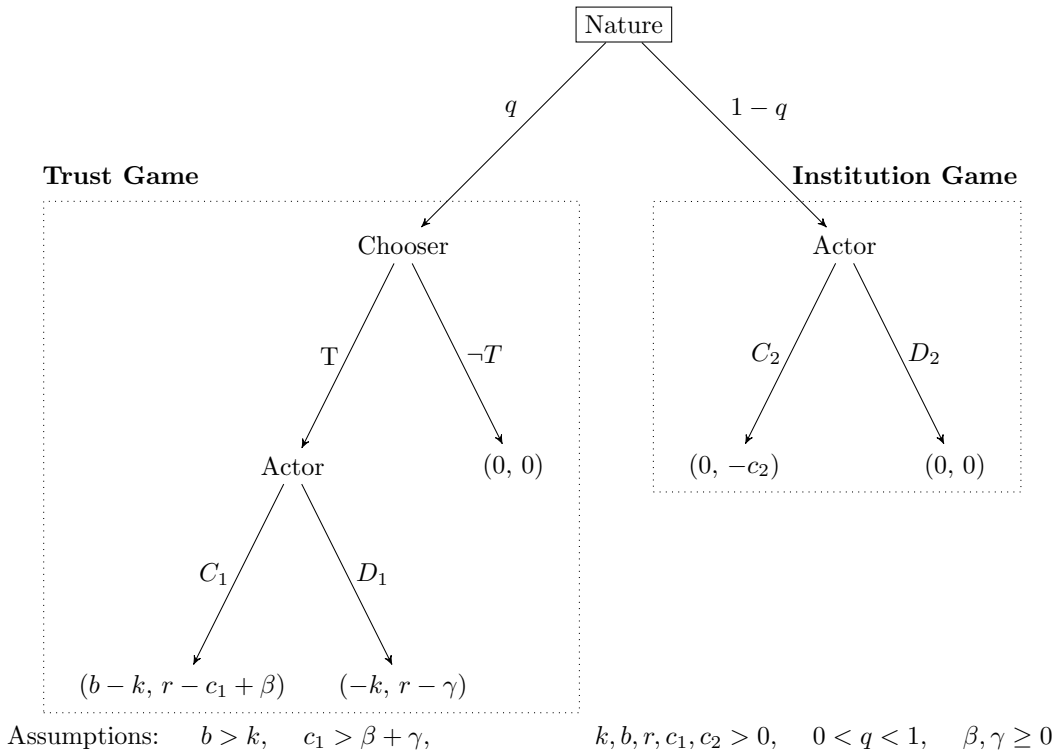 Nature
q
1 − q
Trust Game
Institution Game
Chooser
Actor
T
¬T
C₂
D₂
Actor
(0, 0)
(0, −c₂)
(0, 0)
C₁
D₁
(b − k, r − c₁ + β)
(−k, r − γ)
Assumptions: b > k, c₁ > β + γ, k, b, r, c₁, c₂ > 0, 0 < q < 1, β, γ ≥ 0